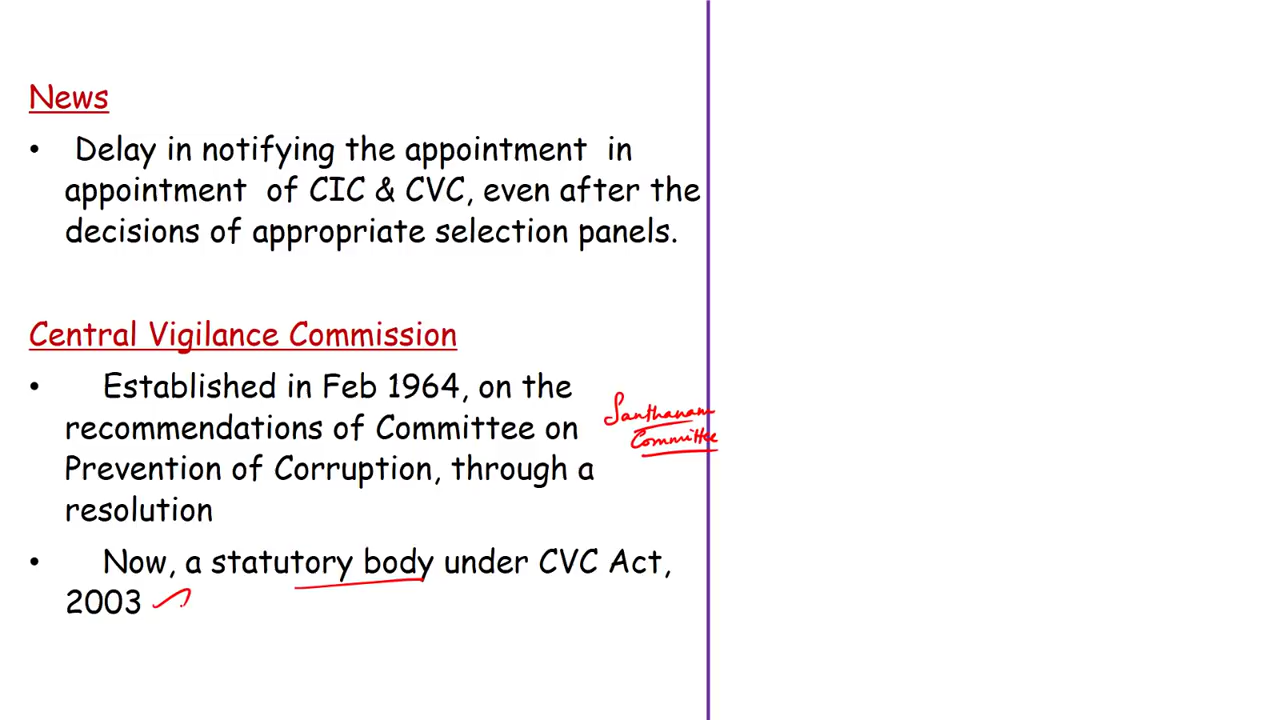 News
• Delay in notifying the appointment in
appointment of CIC & CVC, even after the
decisions of appropriate selection panels.
Central Vigilance Commission
• Established in Feb 1964, on the
recommendations of Committee on
Prevention of Corruption, through a
resolution
Santhanam
Committee
• Now, a statutory body under CVC Act,
2003